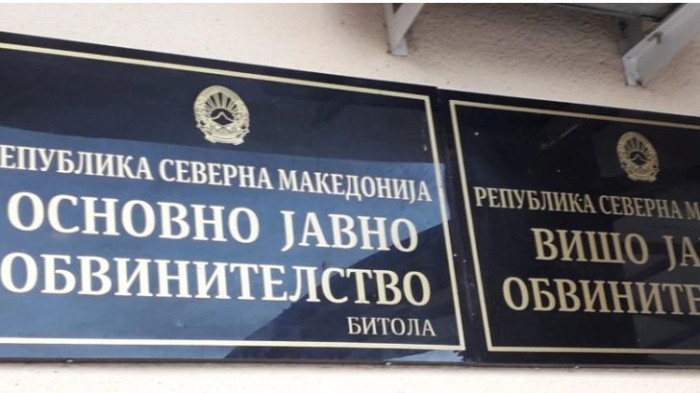 СЕВЕРНА МАКЕДОНИЈА
ОСНОВНО ЈАВНО
ОБВИНИТЕЛСТВО
БИТОЛА
РЕПУБЛИКА СЕВЕРНА
ВИШО